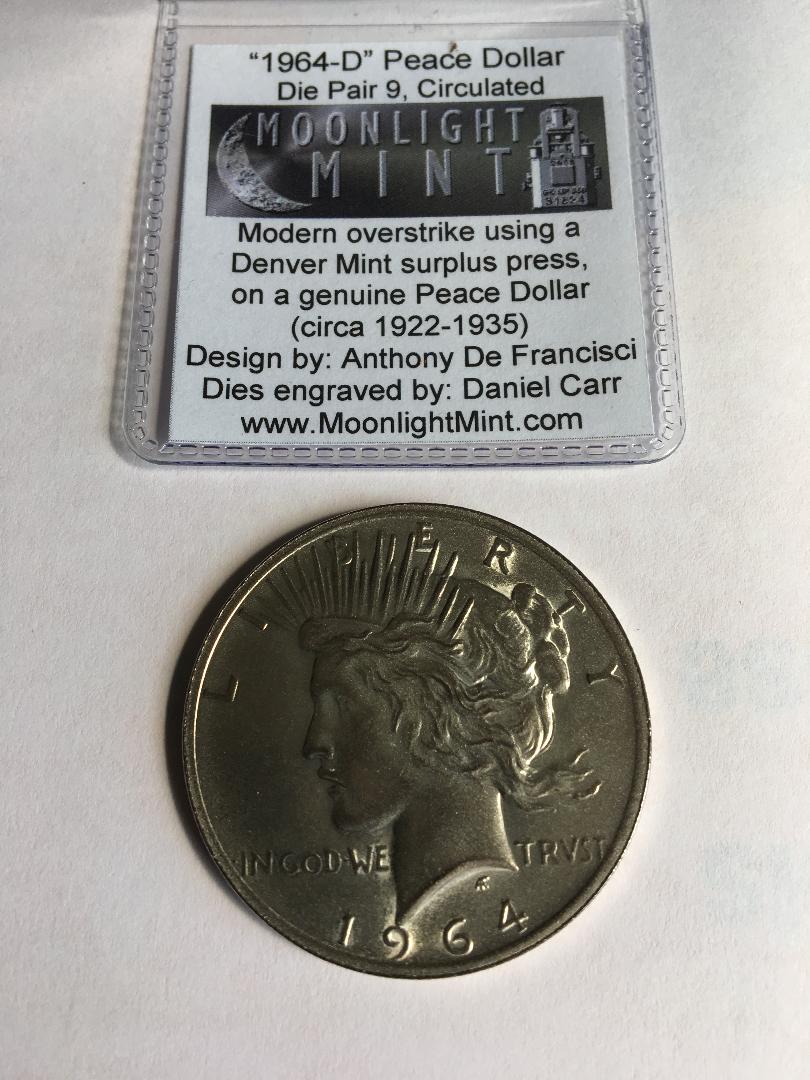 “1964-D” Peace Dollar
Die Pair 9, Circulated
MOONLIGHT
MINT
Modern overstrike using a
Denver Mint surplus press,
on a genuine Peace Dollar
(circa 1922-1935)
Design by: Anthony De Francisci
Dies engraved by: Daniel Carr
www.MoonlightMint.com
LIBERTY
IN GOD WE TRVST
1964